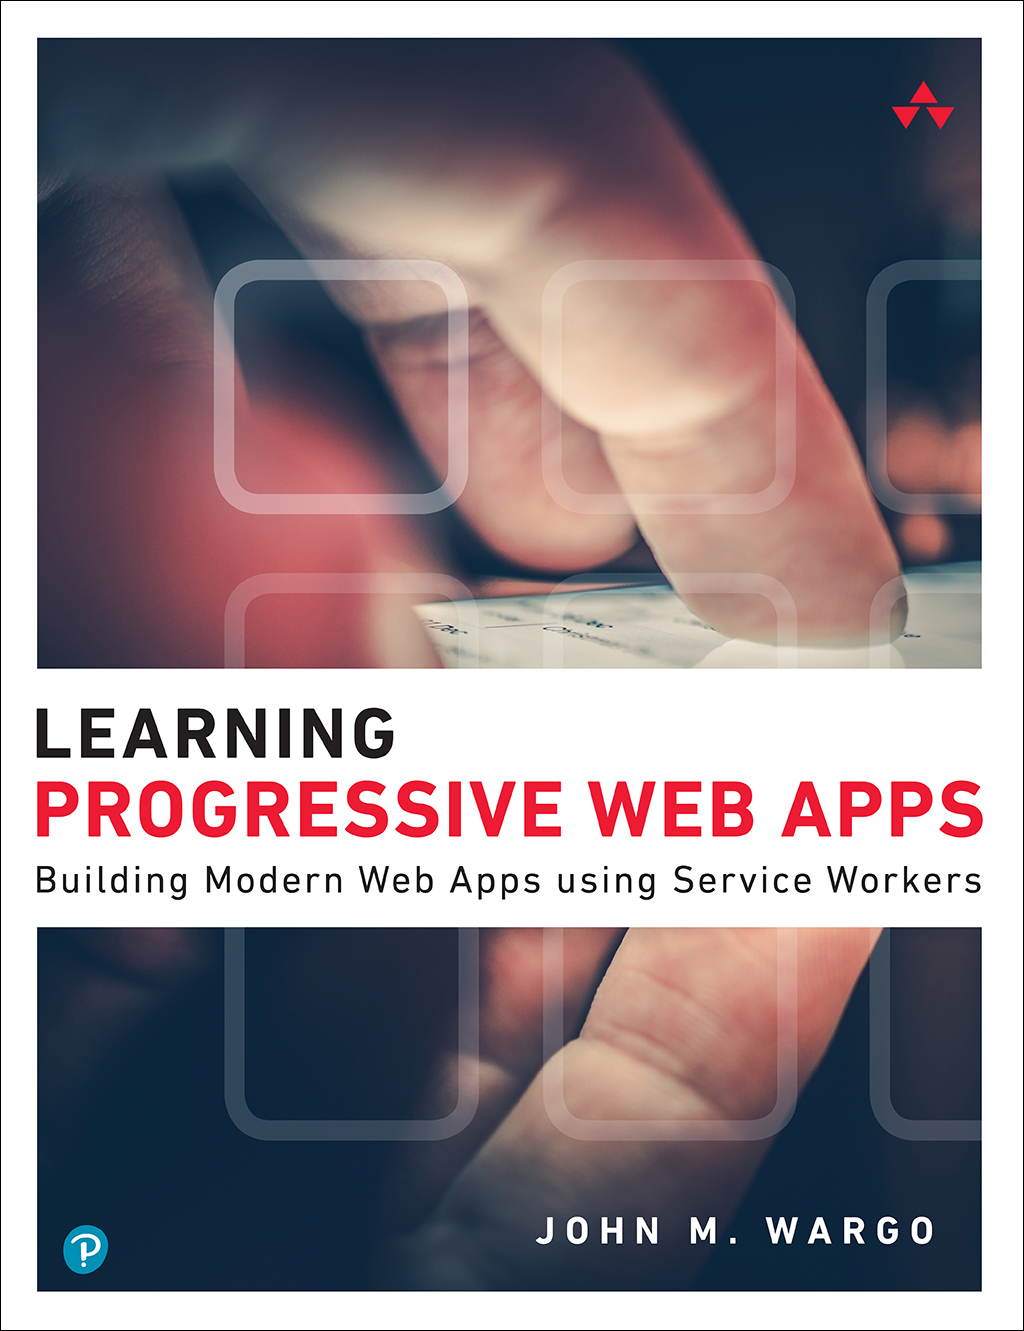 LEARNING
PROGRESSIVE WEB APPS
Building Modern Web Apps using Service Workers
JOHN M. WARGO